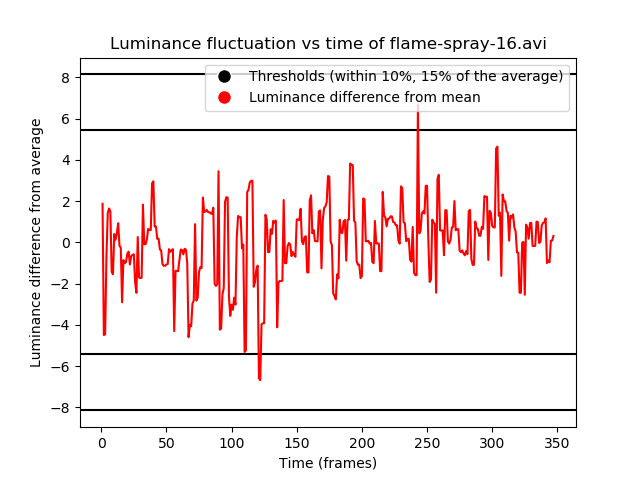 Luminance fluctuation vs time of flame-spray-16.avi
Thresholds (within 10%, 15% of the average)
Luminance difference from mean
Luminance difference from average
8
6
4
2
0
−2
−4
−6
−8
0 50 100 150 200 250 300 350
Time (frames)